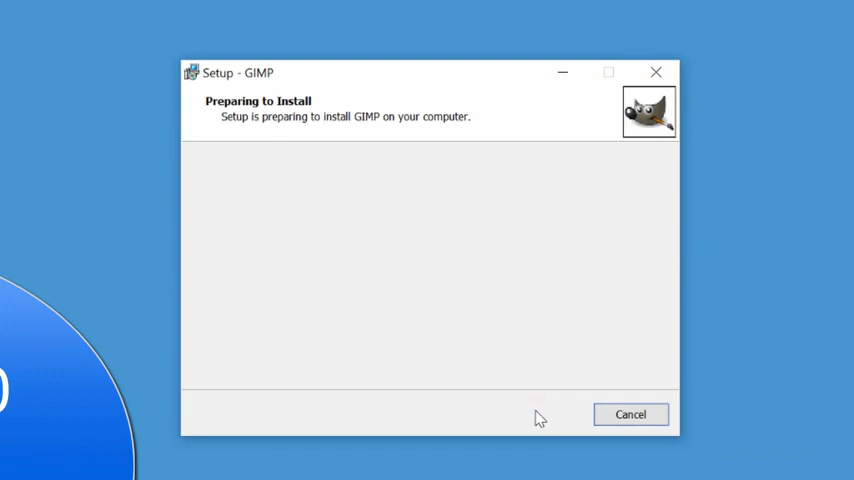 Setup - GIMP
Preparing to Install
Setup is preparing to install GIMP on your computer.
Cancel